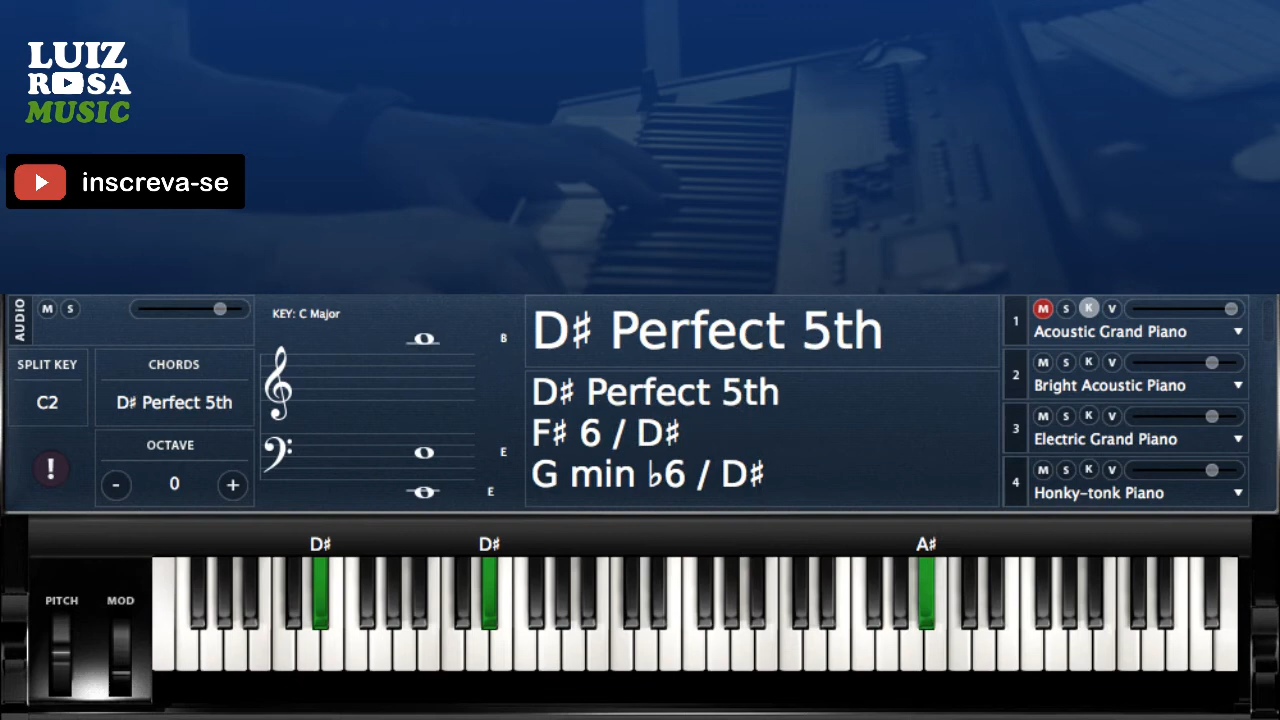 LUIZ
ROSA
MUSIC
inscreva-se
AUDIO
M S
KEY: C Major
SPLIT KEY
C2
CHORDS
D♯ Perfect 5th
OCTAVE
- 0 +
!
B
E
E
D♯ Perfect 5th
D♯ Perfect 5th
F♯ 6 / D♯
G min ♭6 / D♯
1 M S K V
Acoustic Grand Piano
2 M S K V
Bright Acoustic Piano
3 M S K V
Electric Grand Piano
4 M S K V
Honky-tonk Piano
D♯ D♯ A♯
PITCH MOD